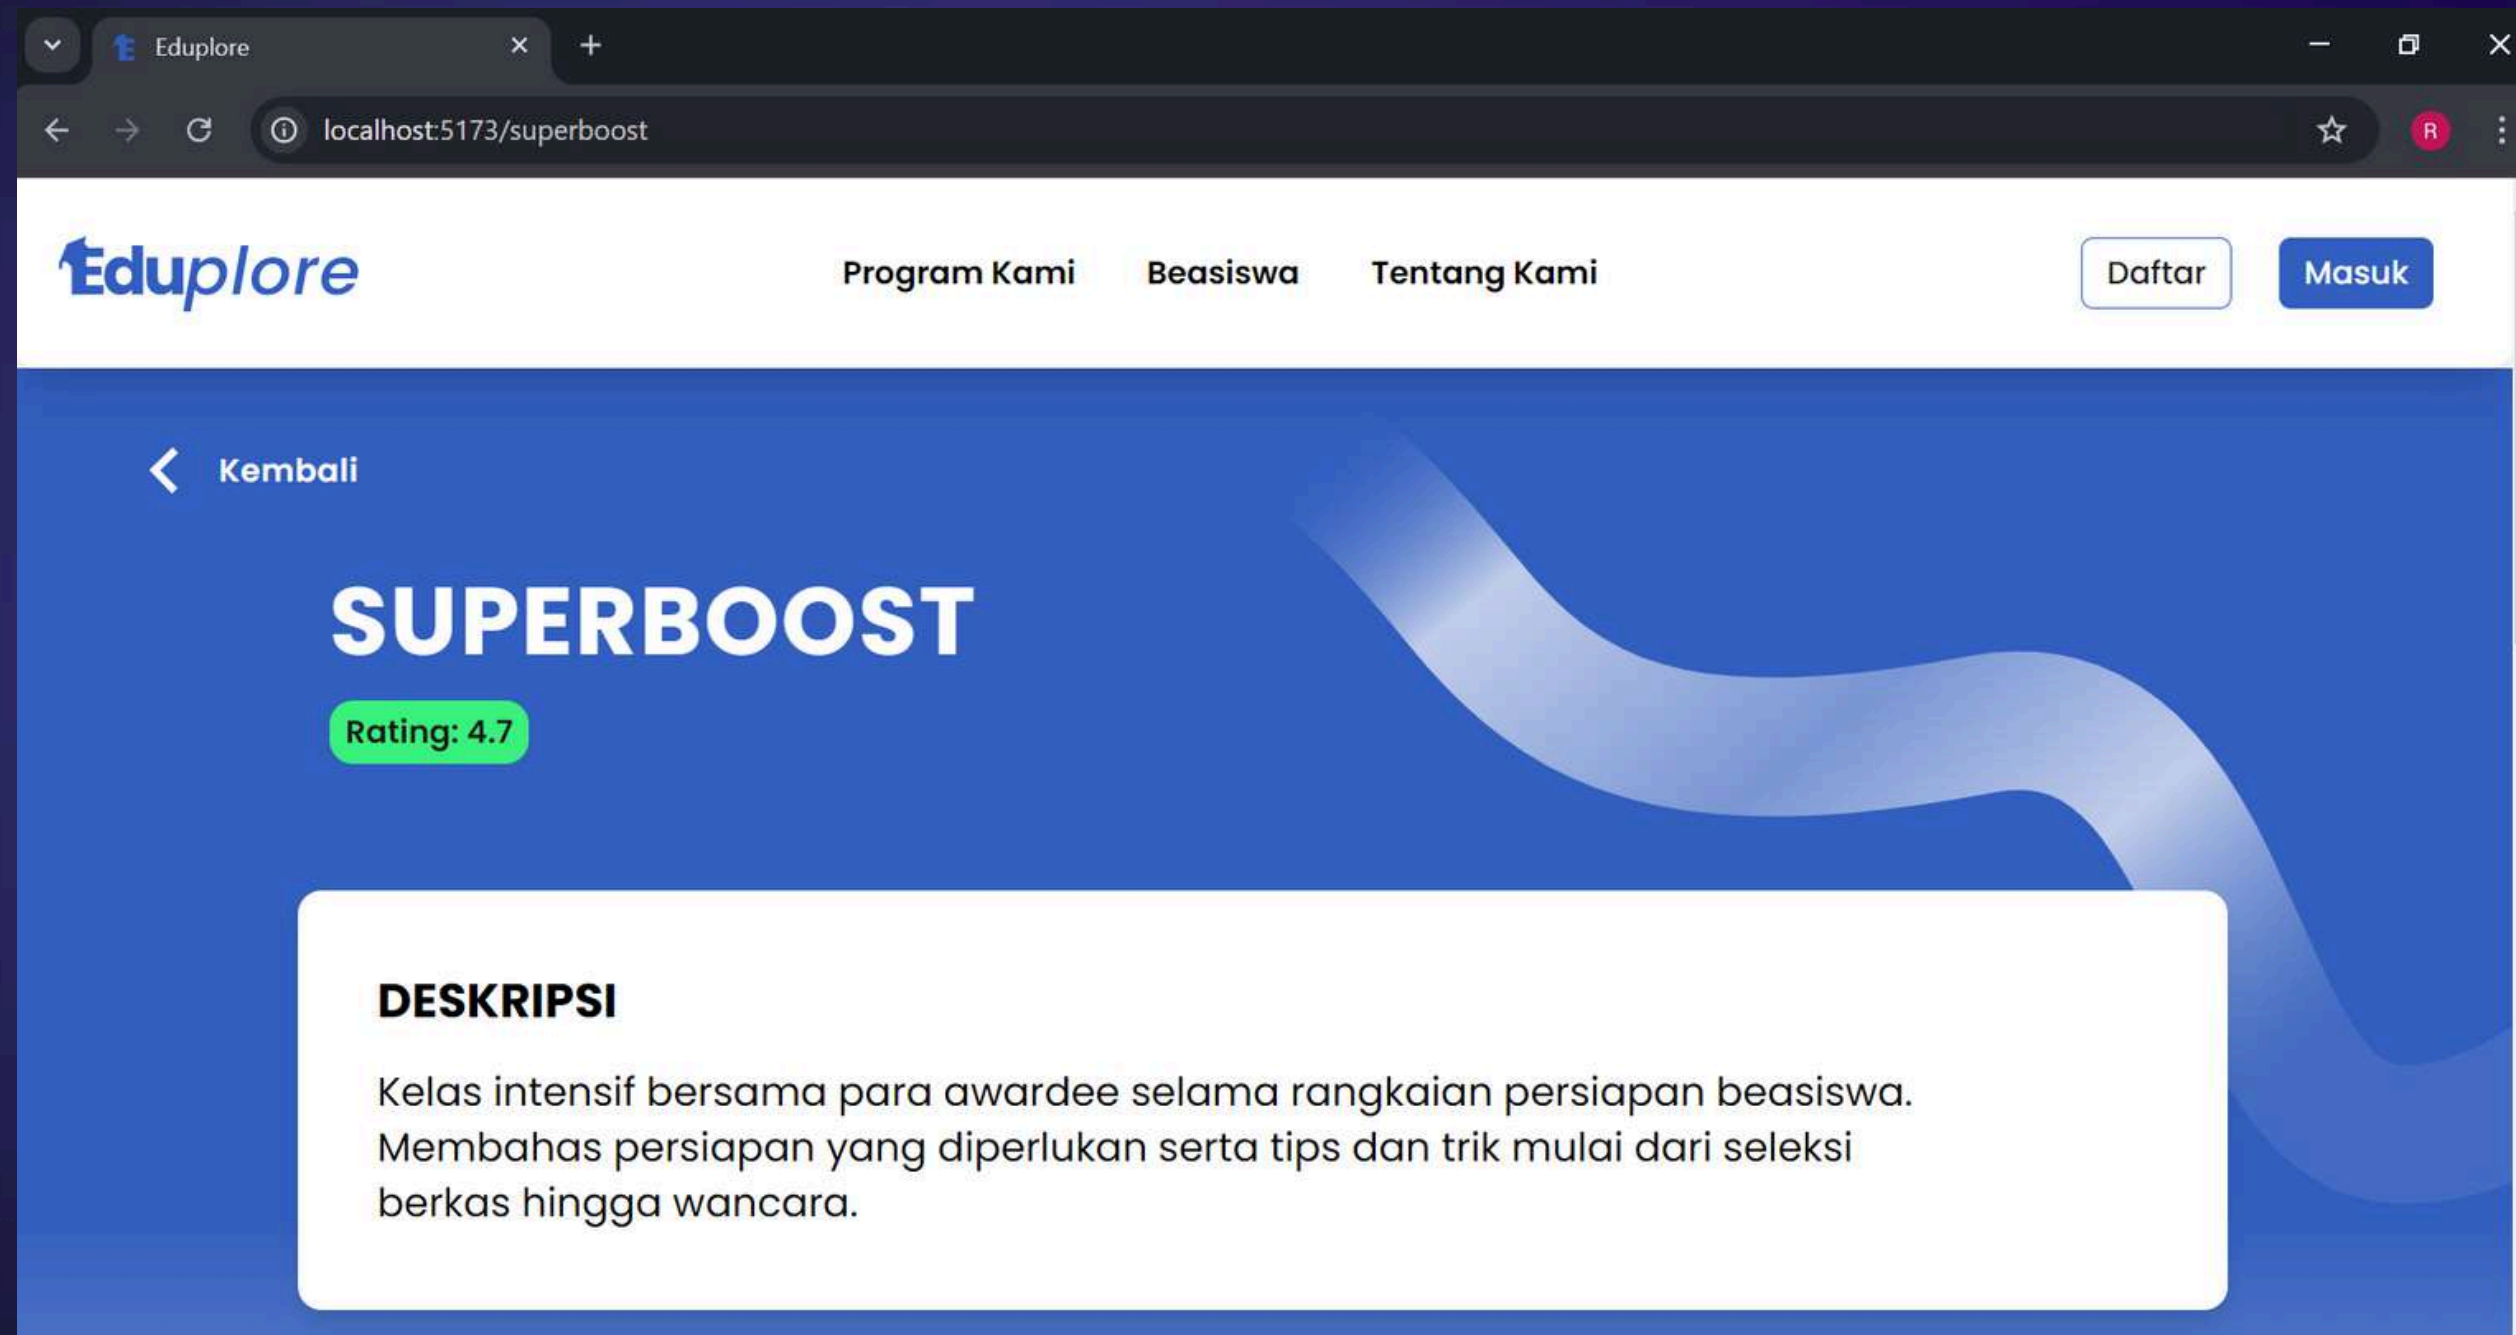 Eduplore
localhost:5173/superboost
Eduplore
Program Kami
Beasiswa
Tentang Kami
Daftar
Masuk
R
Kembali
SUPERBOOST
Rating: 4.7
DESKRIPSI
Kelas intensif bersama para awardee selama rangkaian persiapan beasiswa.
Membahas persiapan yang diperlukan serta tips dan trik mulai dari seleksi
berkas hingga wancara.